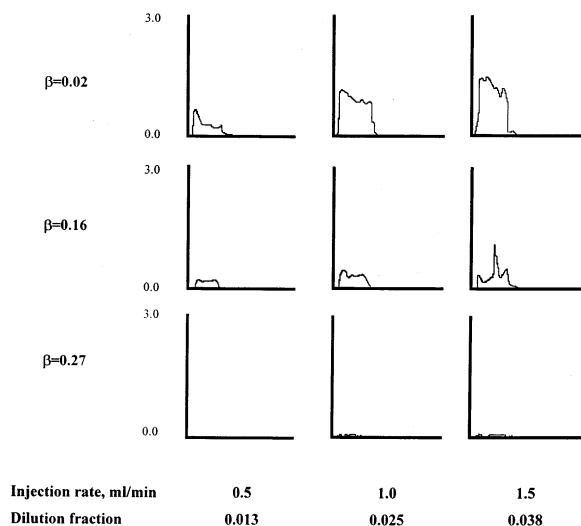 3.0
β=0.02
0.0
3.0
β=0.16
0.0
3.0
β=0.27
0.0
Injection rate, ml/min 0.5 1.0 1.5
Dilution fraction 0.013 0.025 0.038